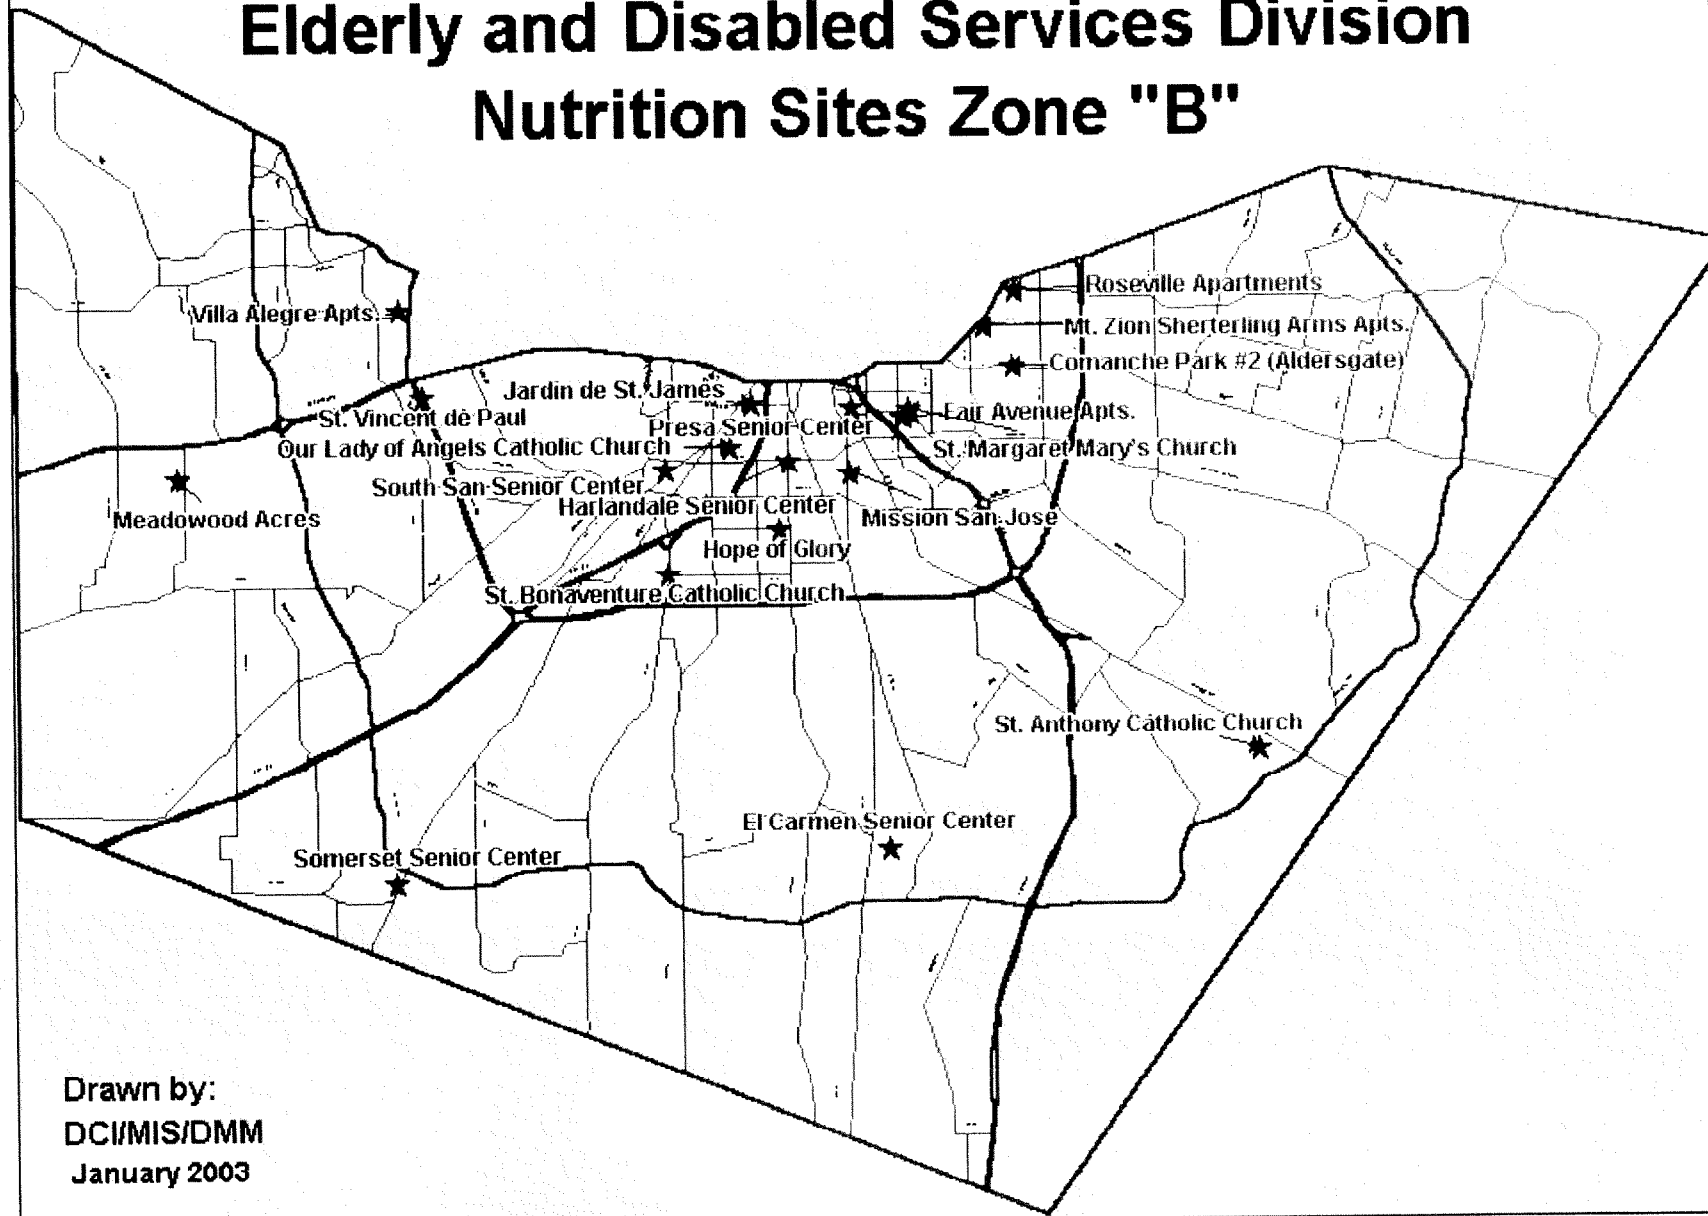 Elderly and Disabled Services Division
Nutrition Sites Zone "B"
Roseville Apartments
Villa Alegre Apts.
Mt. Zion Sherterling Arms Apts.
Comanche Park #2 (Aldersgate)
Jardin de St. James
St. Vincent de Paul
Fair Avenue Apts.
Presa Senior Center
Our Lady of Angels Catholic Church
St. Margaret Mary's Church
South San Senior Center
Harlandale Senior Center
Meadowood Acres
Mission San Jose
Hope of Glory
St. Bonaventure Catholic Church
St. Anthony Catholic Church
El Carmen Senior Center
Somerset Senior Center
Drawn by:
DCI/MIS/DMM
January 2003